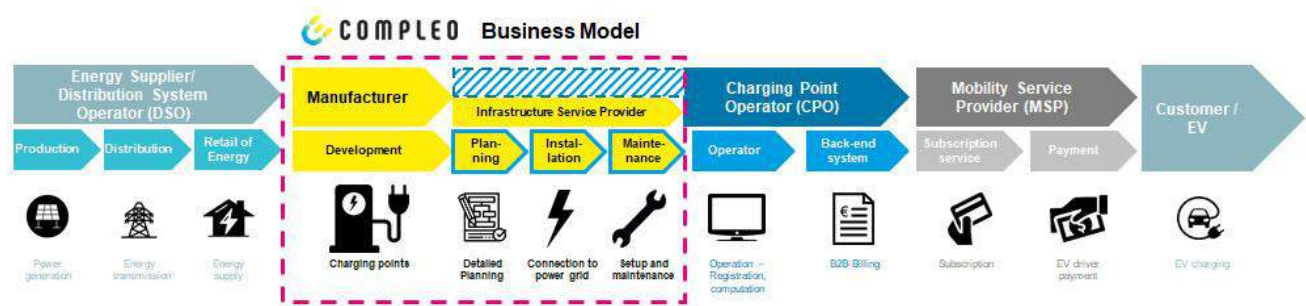 COMPLEO Business Model
Energy Supplier/
Distribution System
Operator (DSO)
Manufacturer
Infrastructure Service Provider
Charging Point
Operator (CPO)
Mobility Service
Provider (MSP)
Customer /
EV
Production
Distribution
Retail of
Energy
Development
Plan-
ning
Instal-
lation
Mainte-
nance
Operator
Back-end
system
Subscription
service
Payment
Power
generation
Energy
transmission
Energy
supply
Charging points
Detailed
Planning
Connection to
power grid
Setup and
maintenance
Operation –
Registration,
computation
B2B-Billing
Subscription
EV driver
payment
EV charging